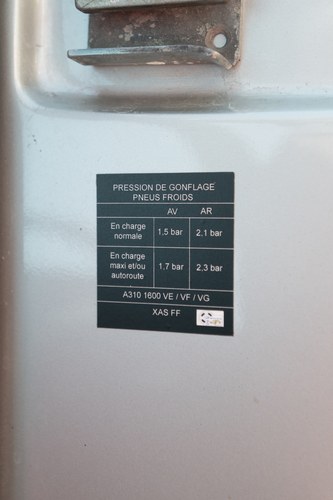 PRESSION DE GONFLAGE
PNEUS FROIDS
AV AR
En charge normale 1.5 bar 2.1 bar
En charge maxi et/ou autoroute 1.7 bar 2,3 bar
A310 1600 VE / VF / VG
XAS FF